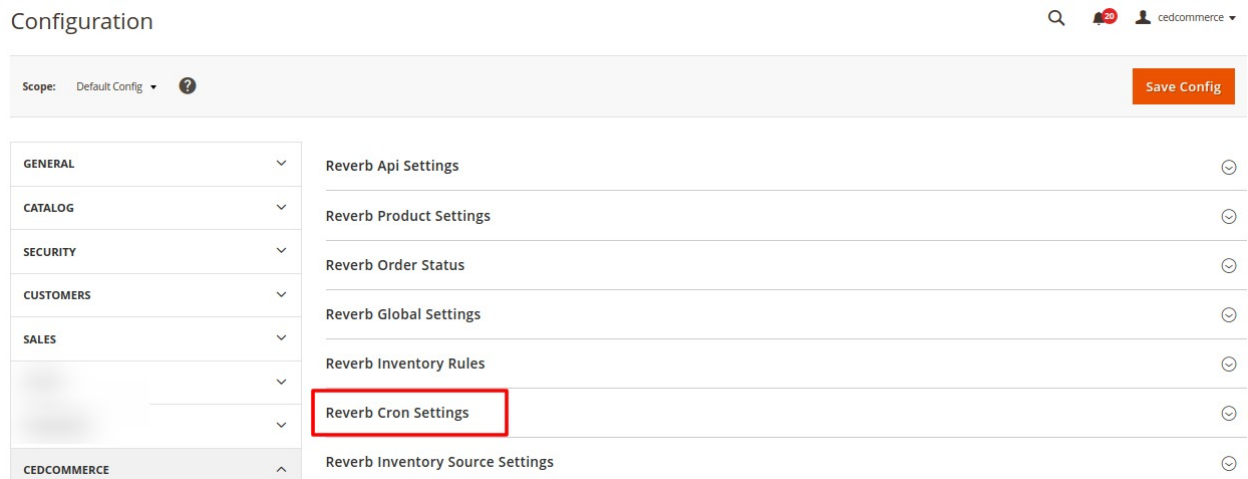 Configuration
20
cedcommerce
Scope: Default Config ?
Save Config
GENERAL
CATALOG
SECURITY
CUSTOMERS
SALES
CEDCOMMERCE
Reverb Api Settings
Reverb Product Settings
Reverb Order Status
Reverb Global Settings
Reverb Inventory Rules
Reverb Cron Settings
Reverb Inventory Source Settings